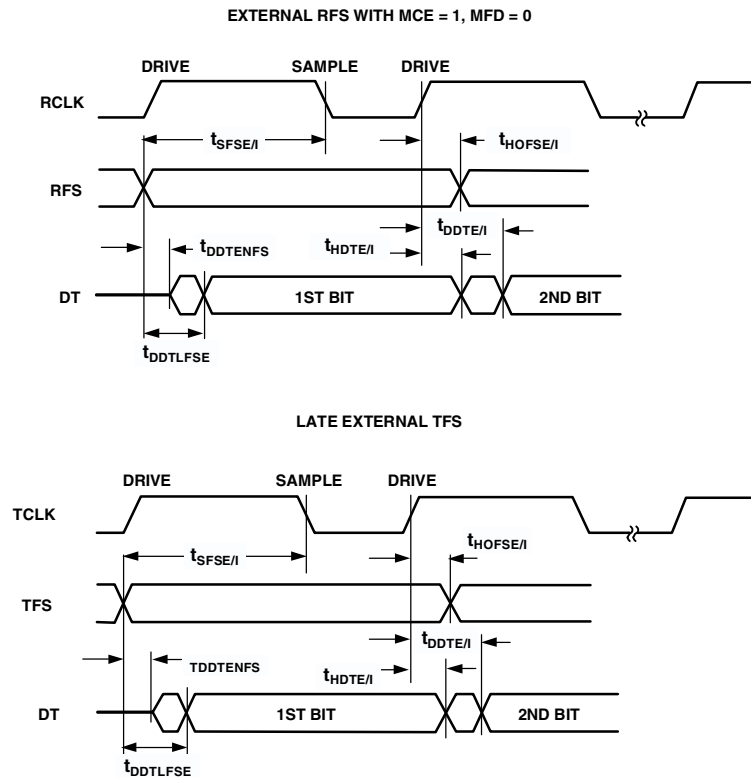 EXTERNAL RFS WITH MCE = 1, MFD = 0
DRIVE SAMPLE DRIVE
RCLK
tSFSE/I tHOFSE/I
RFS
tDDTE/I
tDDTENFS tHDTE/I
DT 1ST BIT 2ND BIT
tDDTLFSE
LATE EXTERNAL TFS
DRIVE SAMPLE DRIVE
TCLK
tSFSE/I tHOFSE/I
TFS
tDDTE/I
TDDTENFS tHDTE/I
DT 1ST BIT 2ND BIT
tDDTLFSE